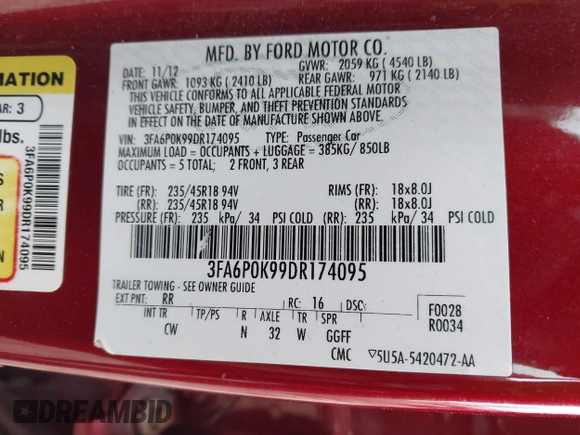 MFD. BY FORD MOTOR CO.
DATE: 11/12 GVWR: 2059 KG (4540 LB)
FRONT GAWR: 1093 KG (2410 LB) REAR GAWR: 971 KG (2140 LB)
THIS VEHICLE CONFORMS TO ALL APPLICABLE FEDERAL MOTOR
VEHICLE SAFETY, BUMPER, AND THEFT PREVENTION STANDARDS
IN EFFECT ON THE DATE OF MANUFACTURE SHOWN ABOVE.
VIN: 3FA6P0K99DR174095 TYPE: Passenger Car
MAXIMUM LOAD = OCCUPANTS + LUGGAGE = 385KG/ 850LB
OCCUPANTS = 5 TOTAL; 2 FRONT, 3 REAR
TIRE (FR): 235/45R18 94V RIMS (FR): 18x8.0J
(RR): 235/45R18 94V (RR): 18x8.0J
PRESSURE (FR): 235 kPa/ 34 PSI COLD (RR): 235 kPa/ 34 PSI COLD
3FA6P0K99DR174095
TRAILER TOWING - SEE OWNER GUIDE
EXT PNT: RR RC: 16 DSO:
INT TR TP/PS R AXLE TR SPR
CW N 32 W GGFF
F0028
R0034
CMC ▽5U5A-5420472-AA
MATION
AR: 3
lbs.
3FA6P0K99DR174095
S
R
ON
DREAMBID